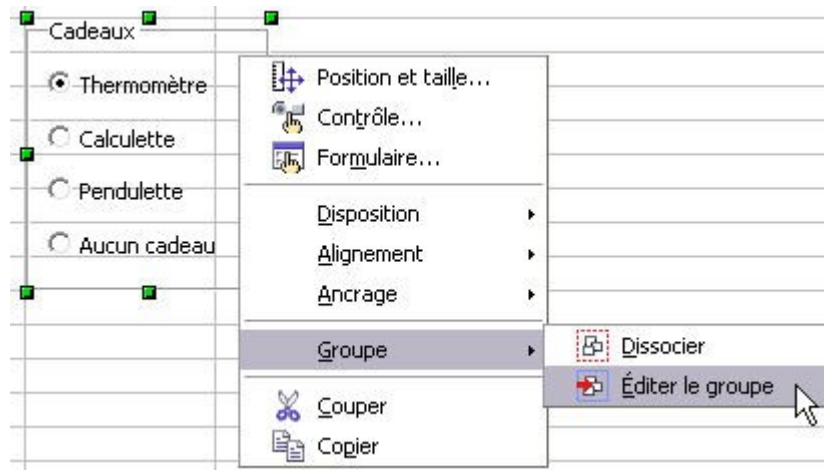 Cadeaux
Thermomètre
Calculette
Pendulette
Aucun cadeau
Position et taille...
Contrôle...
Formulaire...
Disposition
Alignement
Ancrage
Groupe
Dissocier
Éditer le groupe
Couper
Copier